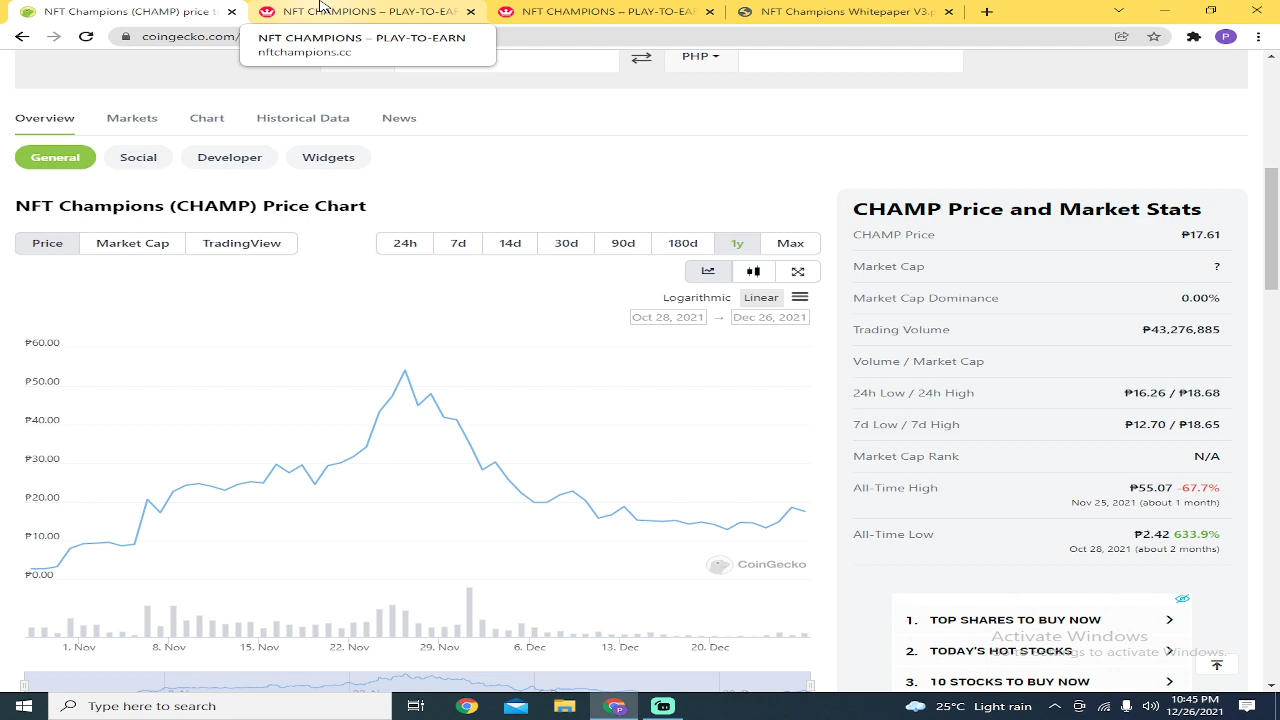 NFT Champions (CHAMP) price t
NFT CHAMPIONS – PLAY-TO-EAR
NFT CHAMPIONS – PLAY-TO-EAR
NFT Champions Whitepaper V3.p
coingecko.com/
P
NFT CHAMPIONS – PLAY-TO-EARN
nftchampions.cc
PHP
Overview
Markets
Chart
Historical Data
News
General
Social
Developer
Widgets
NFT Champions (CHAMP) Price Chart
Price
Market Cap
TradingView
24h
7d
14d
30d
90d
180d
1y
Max
Logarithmic
Linear
Oct 28, 2021 → Dec 26, 2021
₱60.00
₱50.00
₱40.00
₱30.00
₱20.00
₱10.00
₱0.00
CoinGecko
1. Nov
8. Nov
15. Nov
22. Nov
29. Nov
6. Dec
13. Dec
20. Dec
CHAMP Price and Market Stats
CHAMP Price ₱17.61
Market Cap ?
Market Cap Dominance 0.00%
Trading Volume ₱43,276,885
Volume / Market Cap
24h Low / 24h High ₱16.26 / ₱18.68
7d Low / 7d High ₱12.70 / ₱18.65
Market Cap Rank N/A
All-Time High ₱55.07 -67.7%
Nov 25, 2021 (about 1 month)
All-Time Low ₱2.42 633.9%
Oct 28, 2021 (about 2 months)
1. TOP SHARES TO BUY NOW
2. TODAY'S HOT STOCKS
3. 10 STOCKS TO BUY NOW
Activate Windows
to activate Windows.
Type here to search
25°C Light rain
10:45 PM
12/26/2021